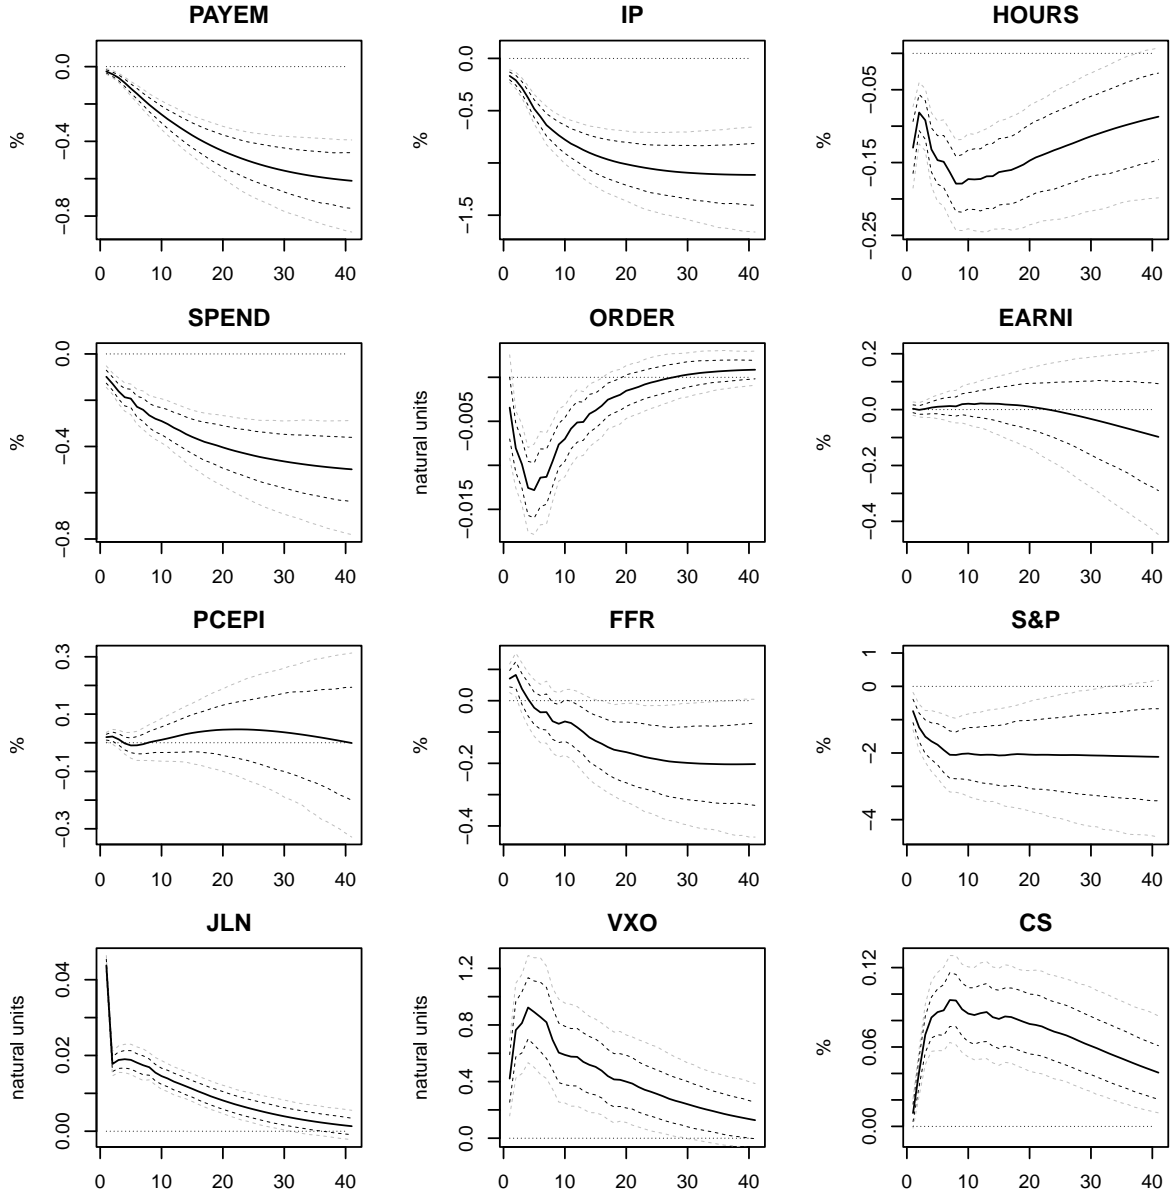 PAYEM IP HOURS
% 0.0 −0.4 −0.8 % 0.0 −0.5 −1.5 % −0.05 −0.15 −0.25
0 10 20 30 40 0 10 20 30 40 0 10 20 30 40
SPEND ORDER EARNI
% 0.0 −0.4 −0.8 natural units −0.005 −0.015 % 0.2 0.0 −0.2 −0.4
0 10 20 30 40 0 10 20 30 40 0 10 20 30 40
PCEPI FFR S&P
% 0.3 0.1 −0.1 −0.3 % 0.0 −0.2 −0.4 % 1 0 −2 −4
0 10 20 30 40 0 10 20 30 40 0 10 20 30 40
JLN VXO CS
natural units 0.04 0.02 0.00 natural units 1.2 0.8 0.4 0.0 % 0.12 0.06 0.00
0 10 20 30 40 0 10 20 30 40 0 10 20 30 40